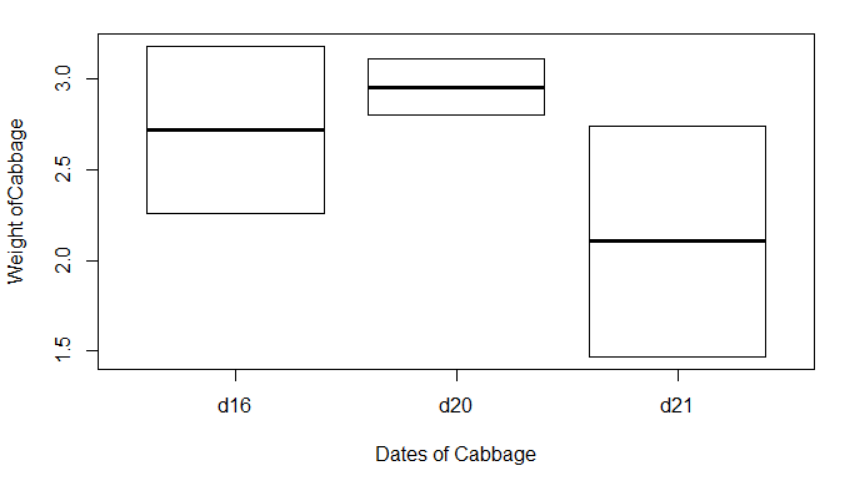 3.0
2.5
2.0
1.5
Weight ofCabbage
d16 d20 d21
Dates of Cabbage